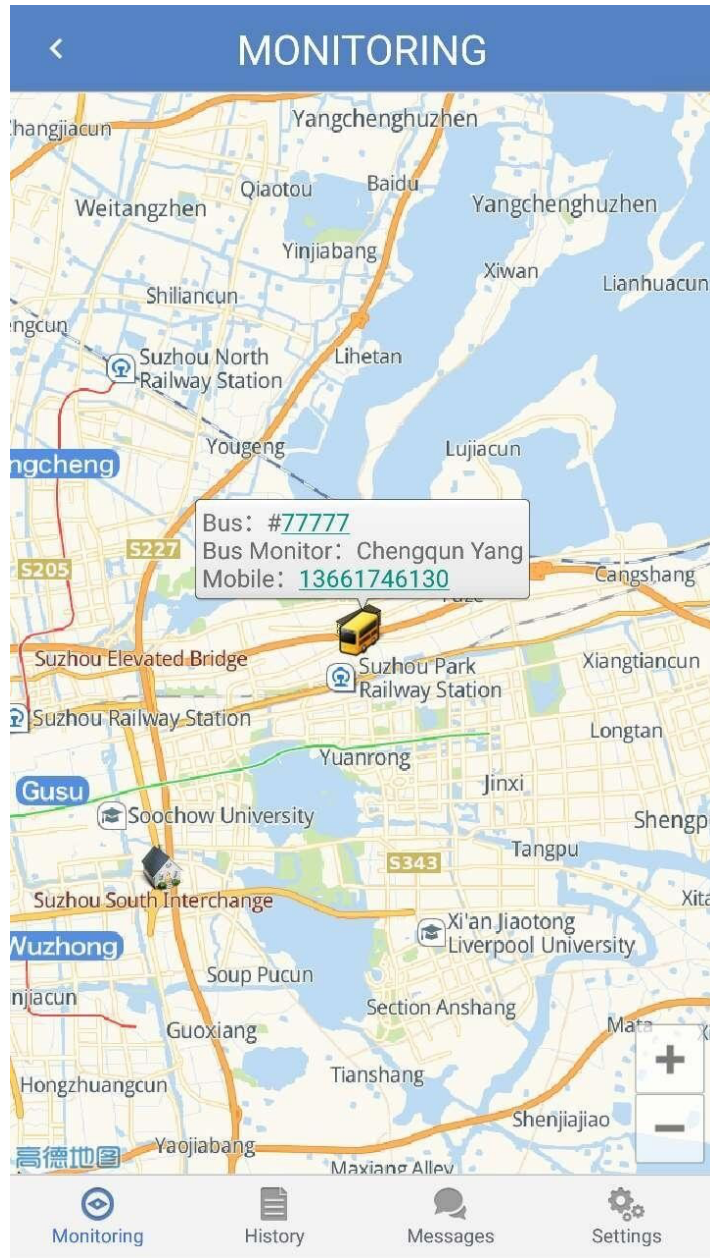 MONITORING
hangjiacun
Yangchenghuzhen
Qiaotou
Baidu
Weitangzhen
Yangchenghuzhen
Yinjiabang
Xiwan
Lianhuacun
Shiliancun
engcun
Suzhou North
Railway Station
Lihetan
Yougeng
Lujiacun
ngcheng
Bus: #77777
Bus Monitor: Chengqun Yang
Mobile: 13661746130
S227
S205
Cangshang
Suzhou Elevated Bridge
Suzhou Park
Railway Station
Xiangtiancun
Suzhou Railway Station
Longtan
Yuanrong
Gusu
Jinxi
Soochow University
Shengp
Tangpu
S343
Suzhou South Interchange
Xita
Xi'an Jiaotong
Liverpool University
Wuzhong
Soup Pucun
njiacun
Section Anshang
Guoxiang
Mata
Xi
Tianshang
Hongzhuangcun
Shenjiajiao
Yaojiabang
高德地图
Maxiang Alley
Monitoring
History
Messages
Settings